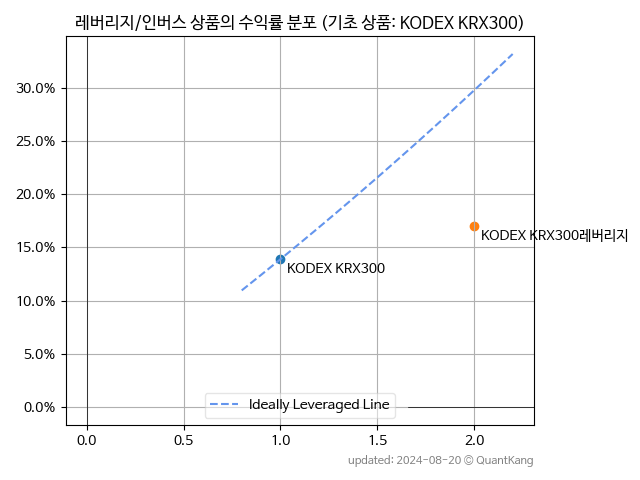 레버리지/인버스 상품의 수익률 분포 (기초 상품: KODEX KRX300)
30.0%
25.0%
20.0%
15.0%
10.0%
5.0%
0.0%
KODEX KRX300레버리지
KODEX KRX300
Ideally Leveraged Line
0.0 0.5 1.0 1.5 2.0
updated: 2024-08-20 © QuantKang